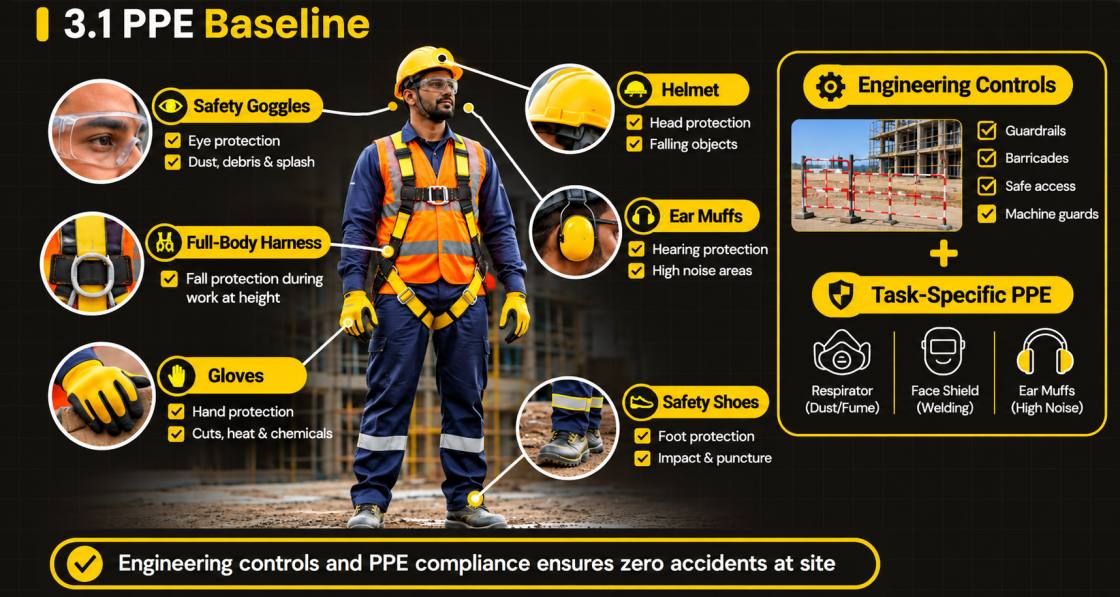 3.1 PPE Baseline
Safety Goggles
Eye protection
Dust, debris & splash
Full-Body Harness
Fall protection during
work at height
Gloves
Hand protection
Cuts, heat & chemicals
Helmet
Head protection
Falling objects
Ear Muffs
Hearing protection
High noise areas
Safety Shoes
Foot protection
Impact & puncture
Engineering Controls
Guardrails
Barricades
Safe access
Machine guards
Task-Specific PPE
Respirator
(Dust/Fume)
Face Shield
(Welding)
Ear Muffs
(High Noise)
Engineering controls and PPE compliance ensures zero accidents at site